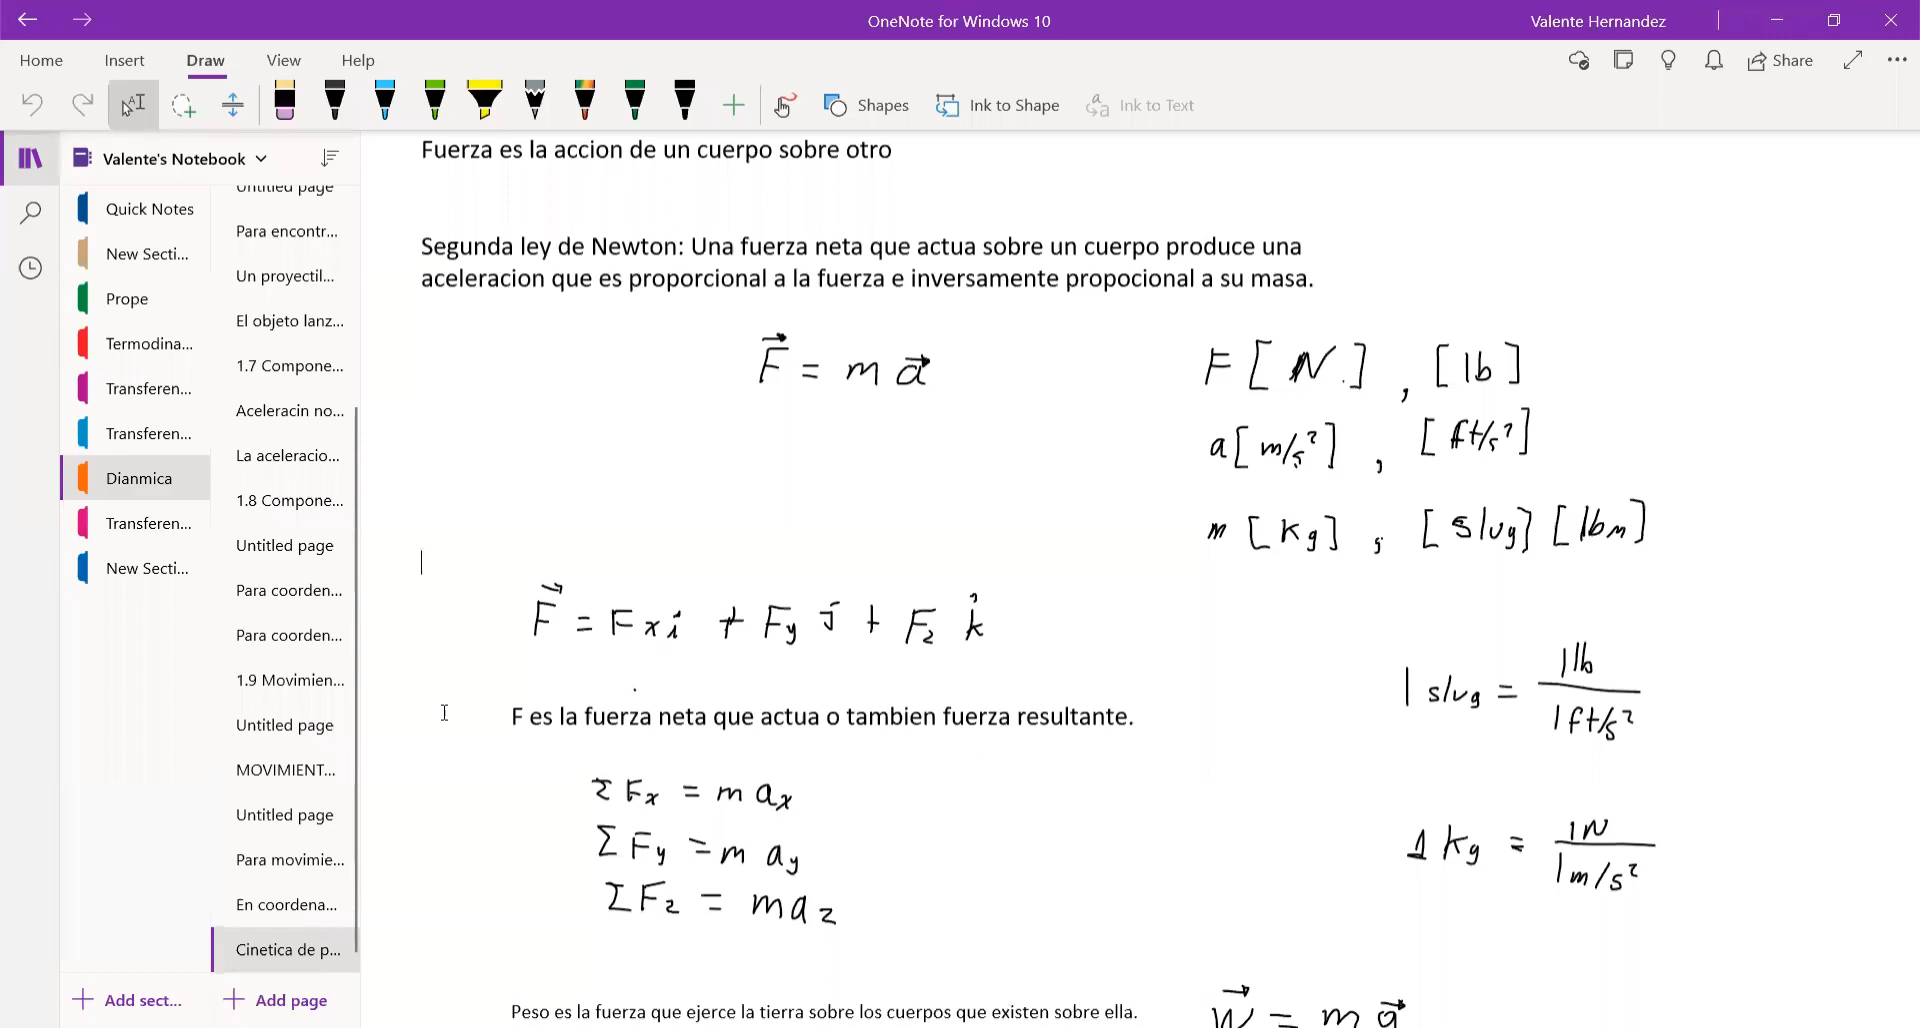 OneNote for Windows 10
Valente Hernandez
Home Insert Draw View Help
Share
Shapes Ink to Shape Ink to Text
Valente's Notebook
Quick Notes
New Secti...
Prope
Termodina...
Transferen...
Transferen...
Dianmica
Transferen...
New Secti...
Add sect...
Untitled page
Para encontr...
Un proyectil...
El objeto lanz...
1.7 Compone...
Aceleracin no...
La aceleracio...
1.8 Compone...
Untitled page
Para coorden...
Para coorden...
1.9 Movimien...
Untitled page
MOVIMIENT...
Untitled page
Para movimie...
En coordena...
Cinetica de p...
Add page
Fuerza es la accion de un cuerpo sobre otro
Segunda ley de Newton: Una fuerza neta que actua sobre un cuerpo produce una
aceleracion que es proporcional a la fuerza e inversamente propocional a su masa.
F⃗ = m a⃗
F [N.] , [lb]
a [m/s²] , [ft/s²]
m [kg] , [slug] [lbm]
F⃗ = Fx i + Fy j + Fz k̂
F es la fuerza neta que actua o tambien fuerza resultante.
1 slug = 1 lb / 1 ft/s²
Σ Fx = m ax
Σ Fy = m ay
Σ Fz = m az
1 kg = 1N / 1 m/s²
Peso es la fuerza que ejerce la tierra sobre los cuerpos que existen sobre ella.
W⃗ = m g⃗